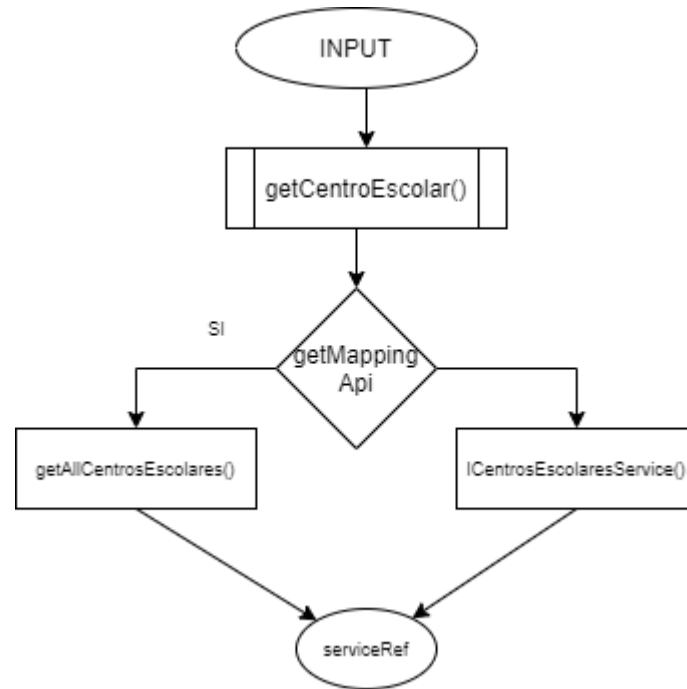 INPUT
getCentroEscolar()
SI
getMapping
Api
getAllCentrosEscolares()
ICentrosEscolaresService()
serviceRef